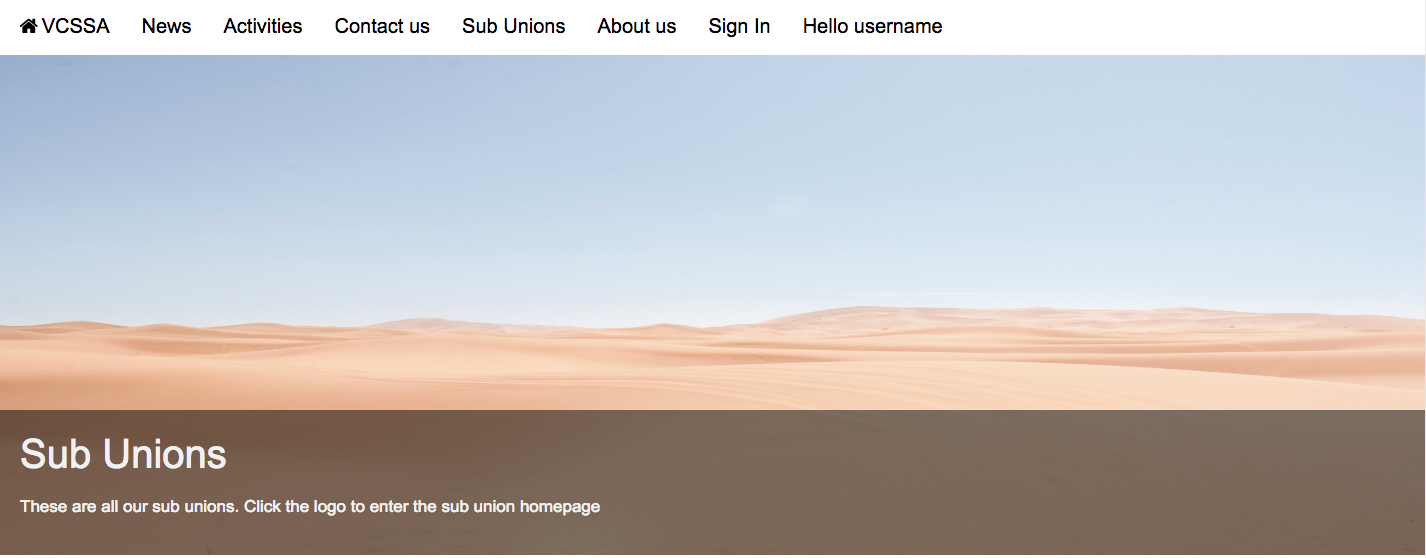 VCSSA News Activities Contact us Sub Unions About us Sign In Hello username
Sub Unions
These are all our sub unions. Click the logo to enter the sub union homepage